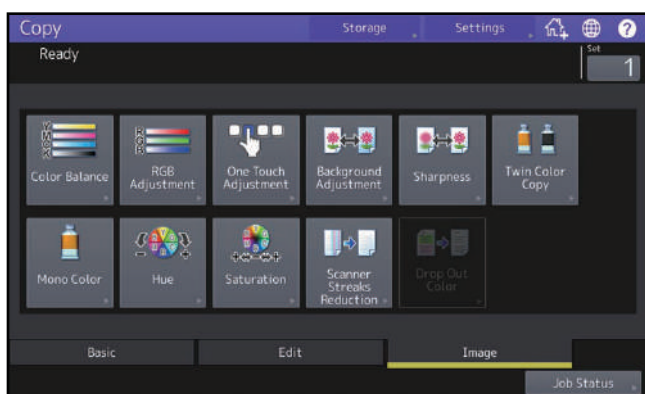 Copy
Storage
Settings
?
Ready
Set
1
Y
M
C
K
R
G
B
Color Balance
RGB
Adjustment
One Touch
Adjustment
Background
Adjustment
Sharpness
Twin Color
Copy
Mono Color
Hue
Saturation
Scanner
Streaks
Reduction
Drop Out
Color
Basic
Edit
Image
Job Status